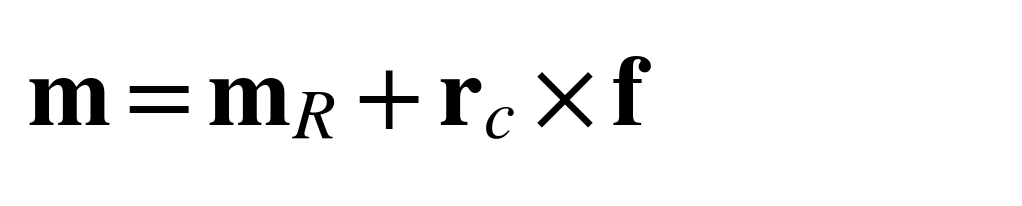 m = m_R + r_c × f